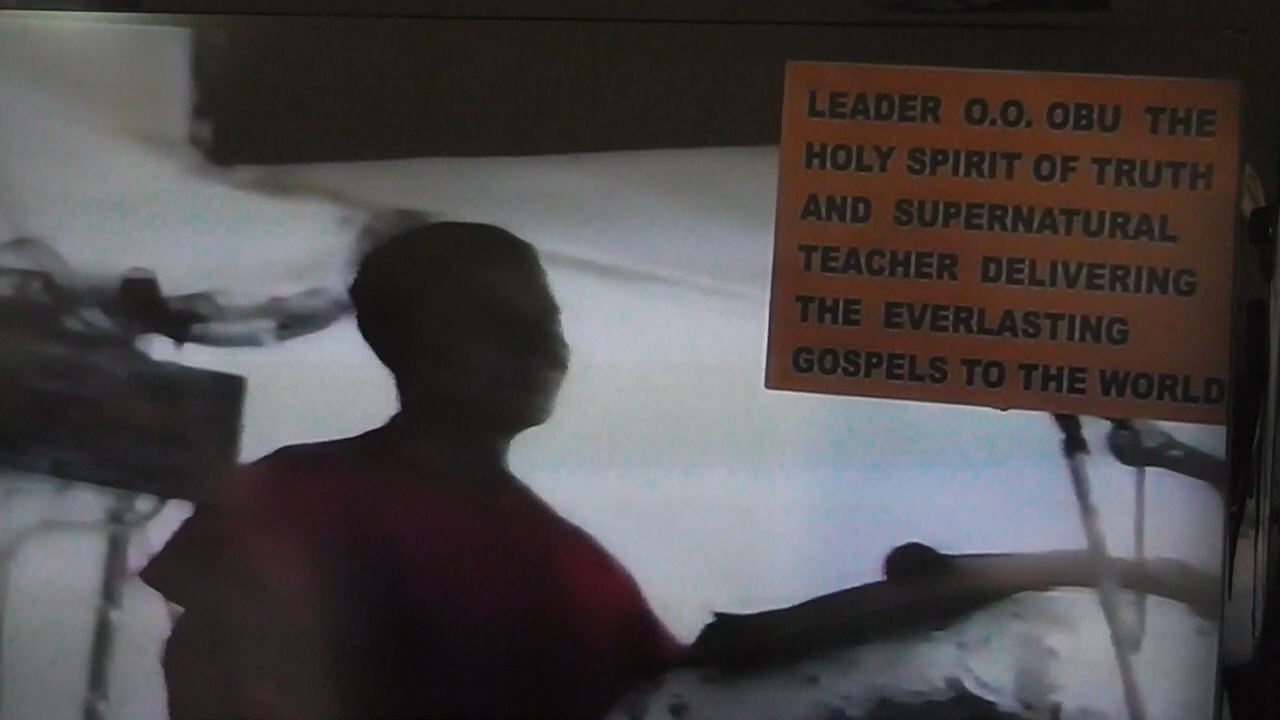 LEADER O.O. OBU THE
HOLY SPIRIT OF TRUTH
AND SUPERNATURAL
TEACHER DELIVERING
THE EVERLASTING
GOSPELS TO THE WORLD